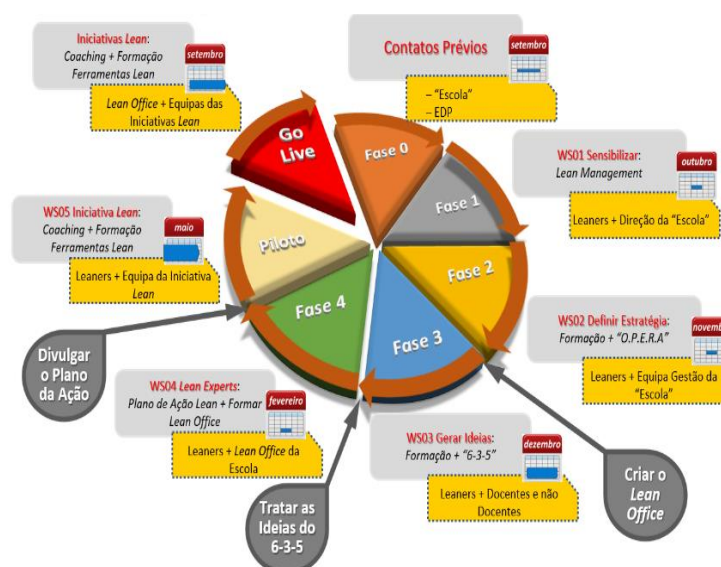 Iniciativas Lean:
Coaching + Formação
Ferramentas Lean
setembro
Lean Office + Equipas das
Iniciativas Lean
Contatos Prévios
setembro
– “Escola”
– EDP
Go
Live
Fase 0
Fase 1
Fase 2
Fase 3
Fase 4
Piloto
WS01 Sensibilizar:
Lean Management
outubro
Leaners + Direção da “Escola”
WS05 Iniciativa Lean:
Coaching + Formação
Ferramentas Lean
maio
Leaners + Equipa da Iniciativa
Lean
WS02 Definir Estratégia:
Formação + “O.P.E.R.A”
Leaners + Equipa Gestão da
“Escola”
Divulgar
o Plano
da Ação
WS04 Lean Experts:
Plano de Ação Lean + Formar
Lean Office
fevereiro
Leaners + Lean Office da
Escola
WS03 Gerar Ideias:
Formação + “6-3-5”
dezembro
Leaners + Docentes e não
Docentes
Tratar as
Ideias do
6-3-5
Criar o
Lean
Office